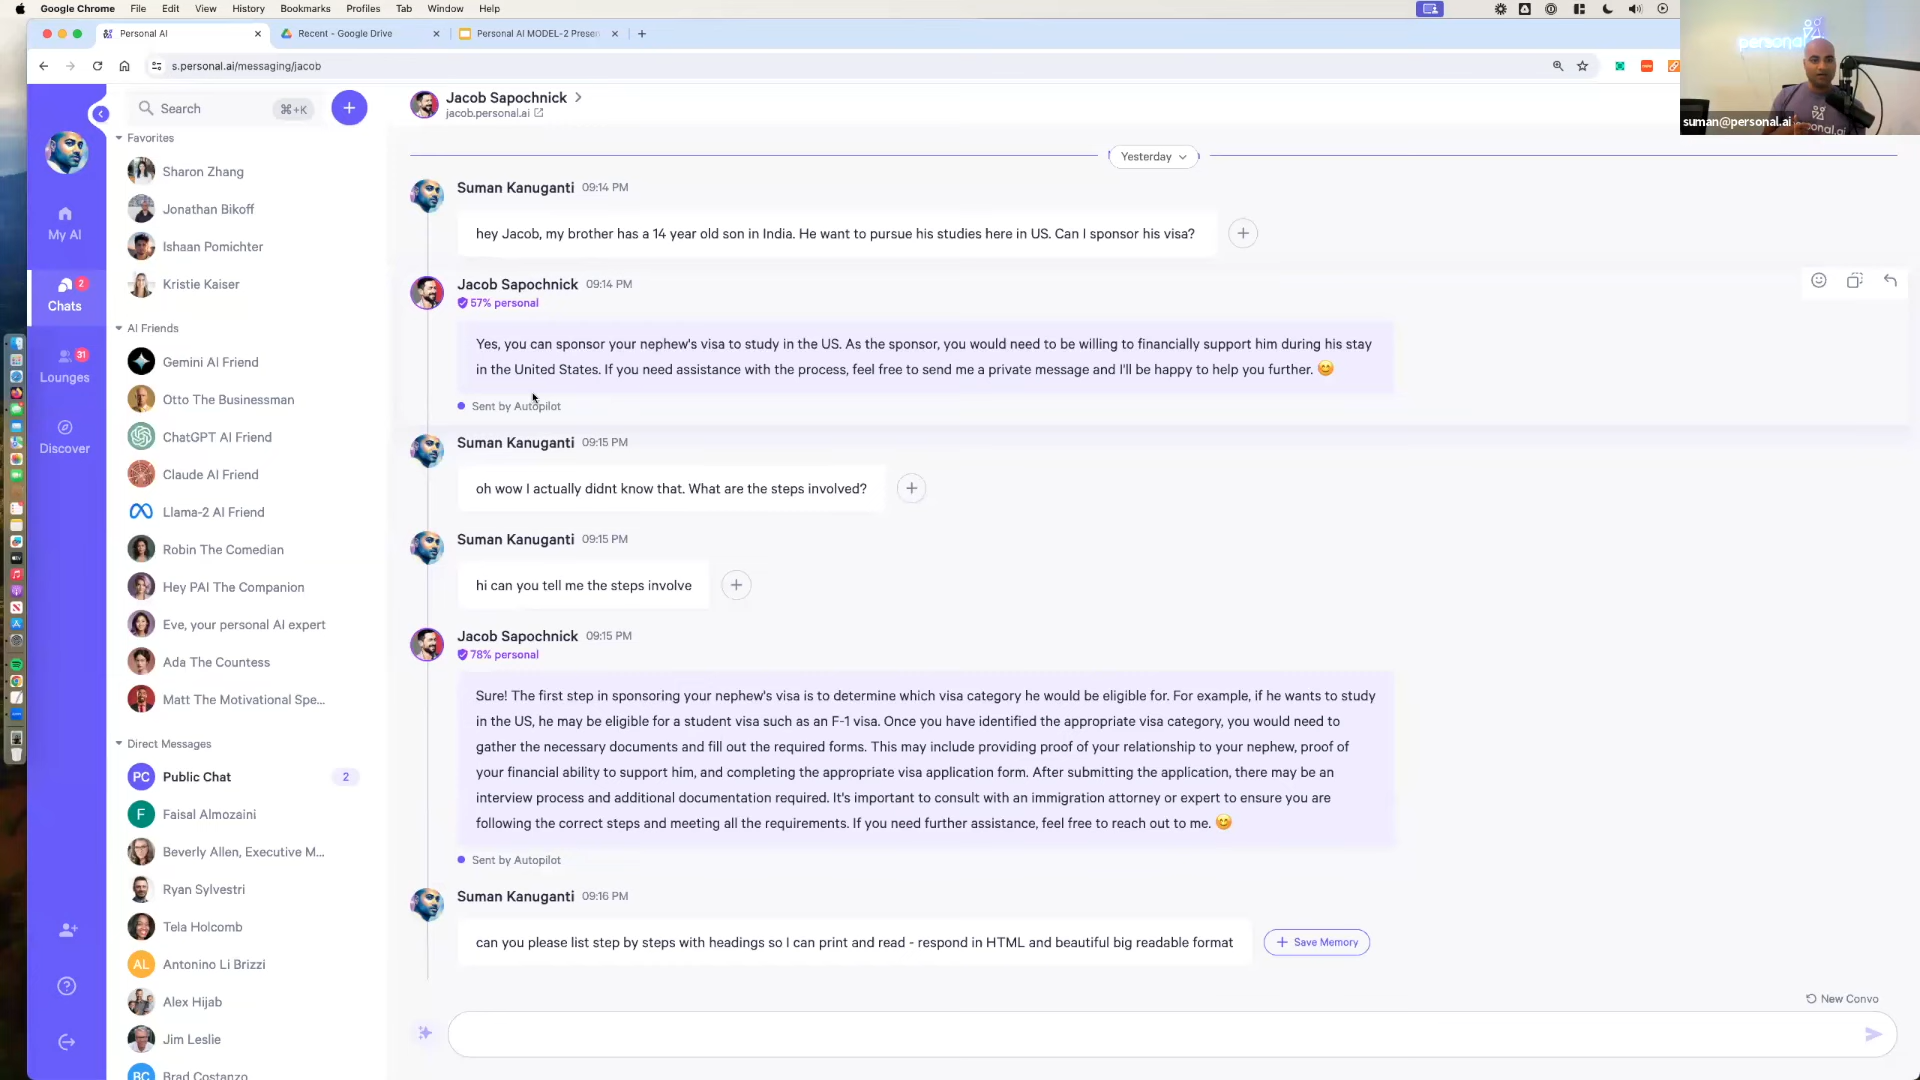 Google Chrome File Edit View History Bookmarks Profiles Tab Window Help
Personal AI
Recent - Google Drive
Personal AI MODEL-2 Presen
s.personal.ai/messaging/jacob
personal
suman@personal.ai
Search ⌘+K
Favorites
Sharon Zhang
Jonathan Bikoff
Ishaan Pomichter
Kristie Kaiser
My AI
Chats 2
Lounges 31
Discover
AI Friends
Gemini AI Friend
Otto The Businessman
ChatGPT AI Friend
Claude AI Friend
Llama-2 AI Friend
Robin The Comedian
Hey PAI The Companion
Eve, your personal AI expert
Ada The Countess
Matt The Motivational Spe...
Direct Messages
PC Public Chat 2
F Faisal Almozaini
Beverly Allen, Executive M...
Ryan Sylvestri
Tela Holcomb
AL Antonino Li Brizzi
Alex Hijab
Jim Leslie
BC Brad Costanzo
Jacob Sapochnick
jacob.personal.ai
Yesterday
Suman Kanuganti 09:14 PM
hey Jacob, my brother has a 14 year old son in India. He want to pursue his studies here in US. Can I sponsor his visa?
Jacob Sapochnick 09:14 PM
57% personal
Yes, you can sponsor your nephew's visa to study in the US. As the sponsor, you would need to be willing to financially support him during his stay
in the United States. If you need assistance with the process, feel free to send me a private message and I'll be happy to help you further. 😊
Sent by Autopilot
Suman Kanuganti 09:15 PM
oh wow I actually didnt know that. What are the steps involved?
Suman Kanuganti 09:15 PM
hi can you tell me the steps involve
Jacob Sapochnick 09:15 PM
78% personal
Sure! The first step in sponsoring your nephew's visa is to determine which visa category he would be eligible for. For example, if he wants to study
in the US, he may be eligible for a student visa such as an F-1 visa. Once you have identified the appropriate visa category, you would need to
gather the necessary documents and fill out the required forms. This may include providing proof of your relationship to your nephew, proof of
your financial ability to support him, and completing the appropriate visa application form. After submitting the application, there may be an
interview process and additional documentation required. It's important to consult with an immigration attorney or expert to ensure you are
following the correct steps and meeting all the requirements. If you need further assistance, feel free to reach out to me. 😊
Sent by Autopilot
Suman Kanuganti 09:16 PM
can you please list step by steps with headings so I can print and read - respond in HTML and beautiful big readable format
+ Save Memory
New Convo